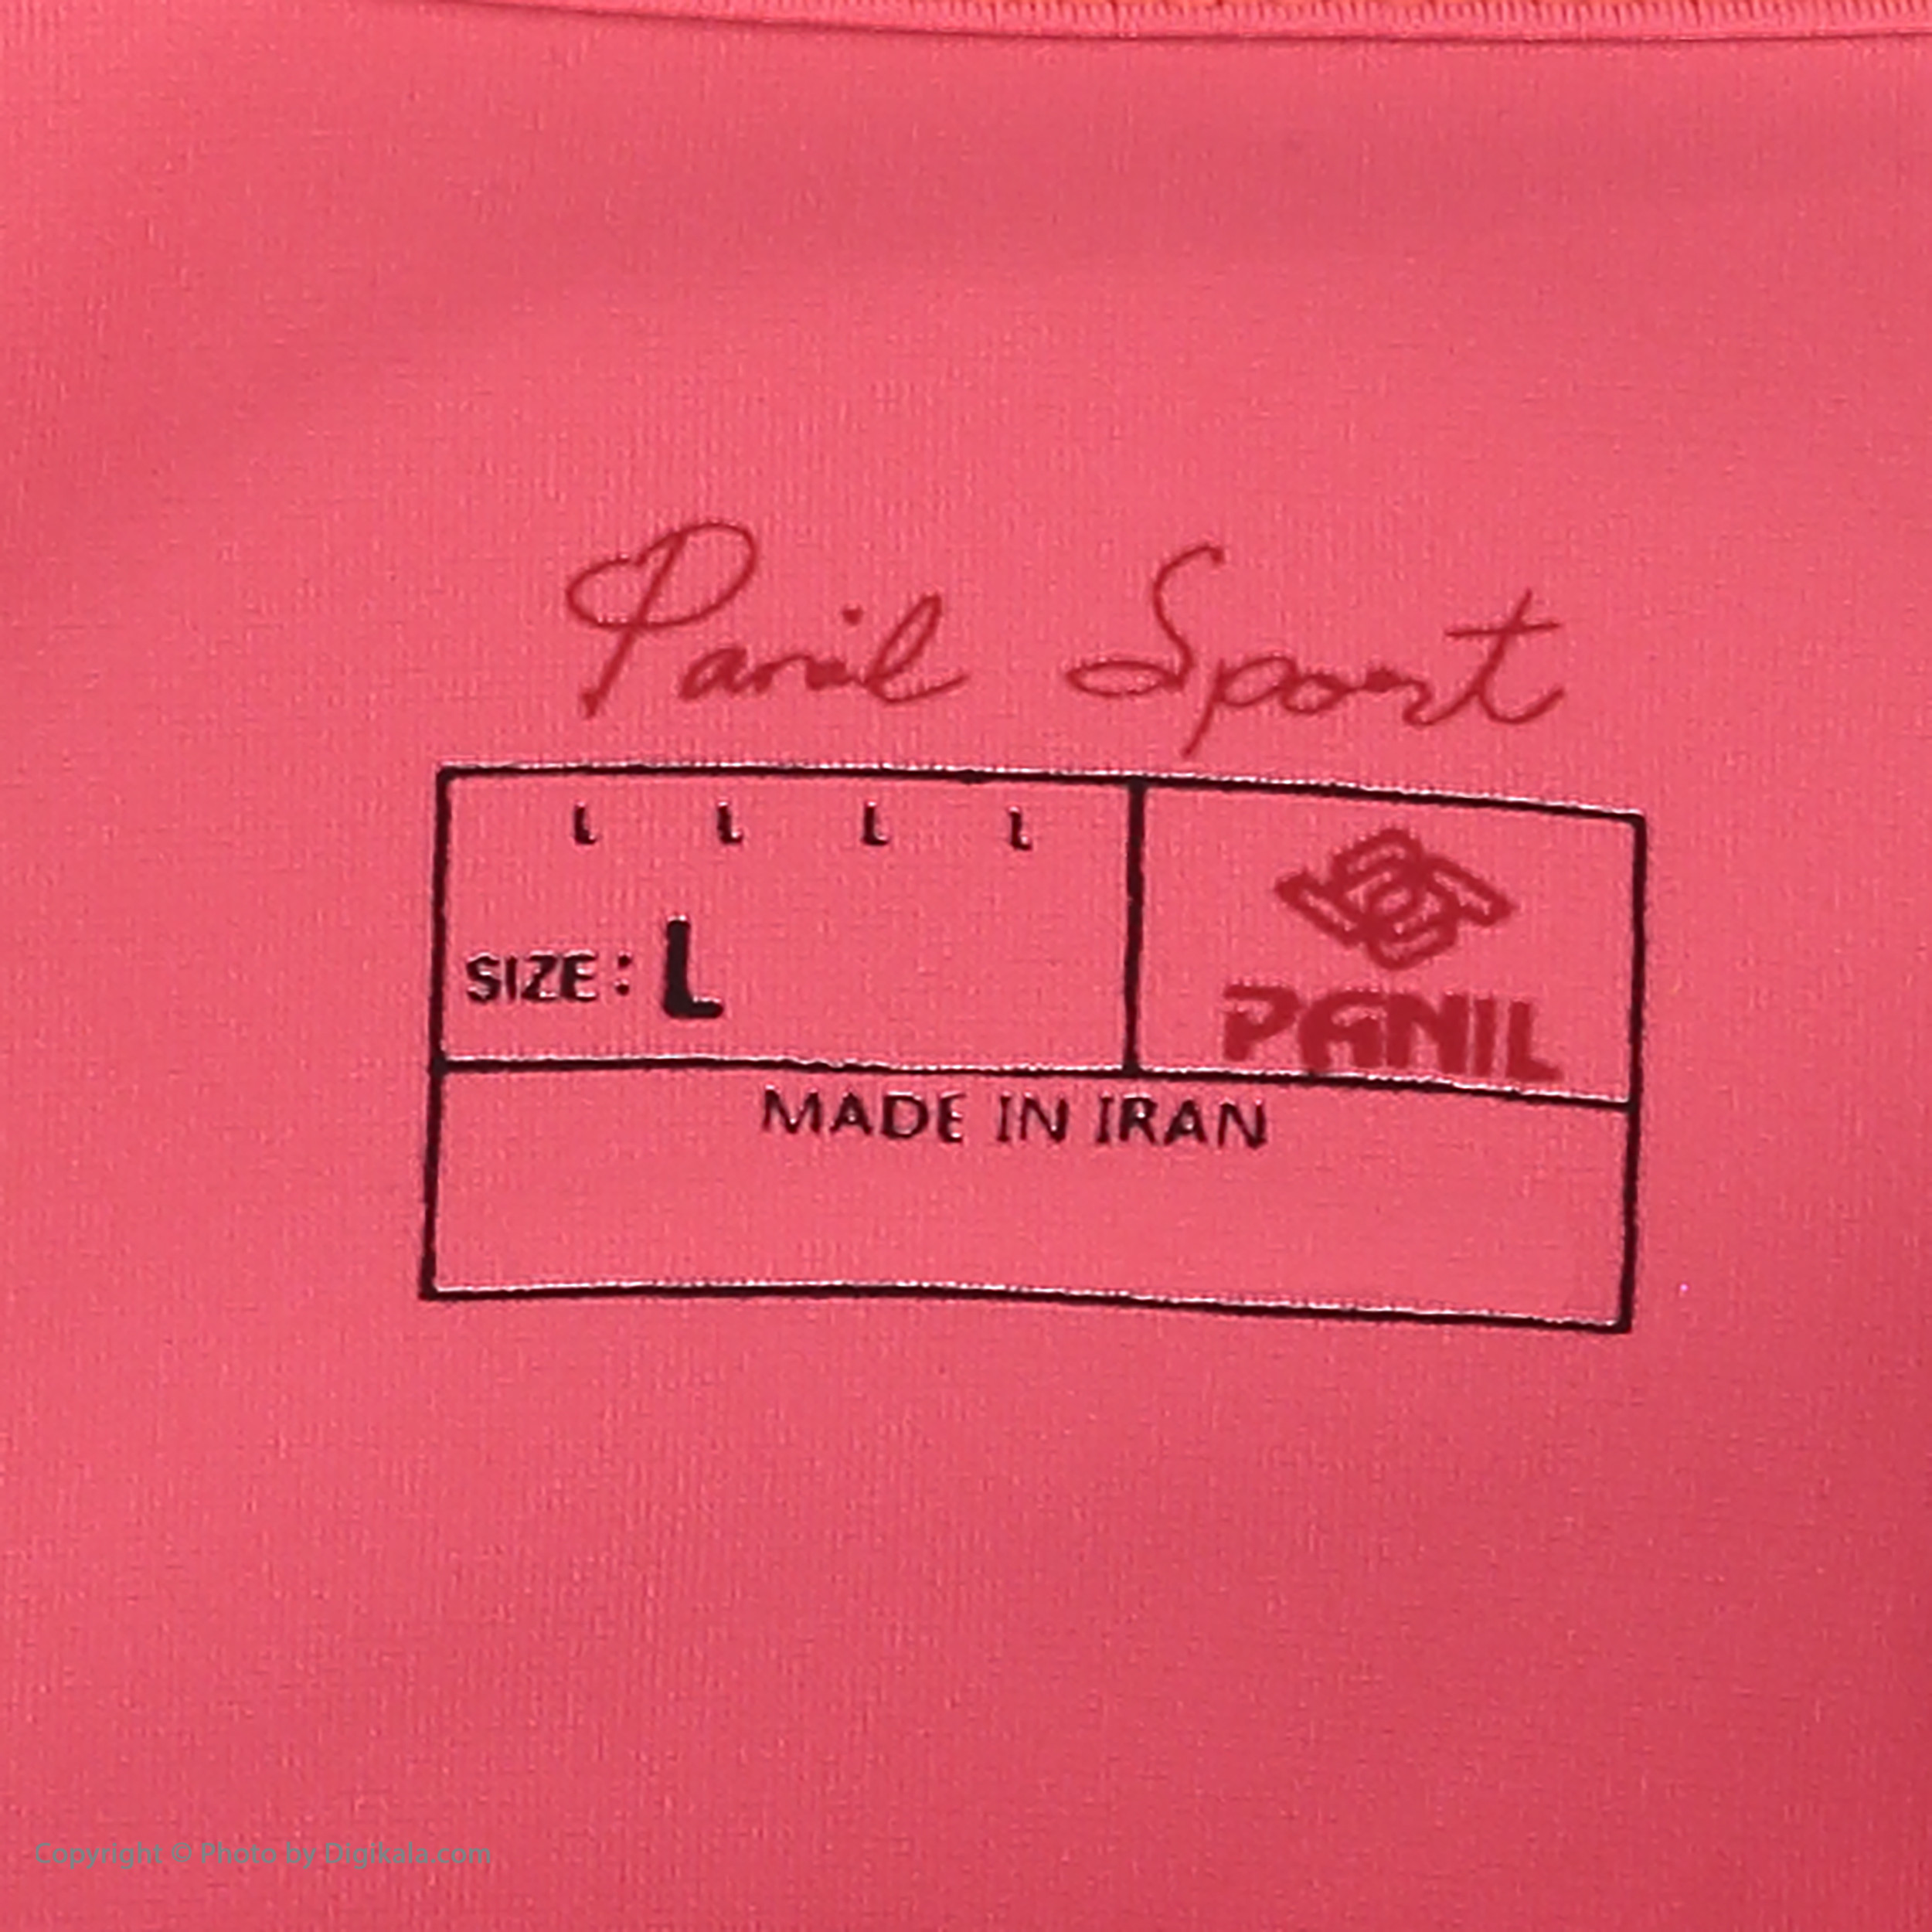 Panil Sport
L L L L
SIZE: L
PANIL
MADE IN IRAN
Copyright © Photo by Digikala.com